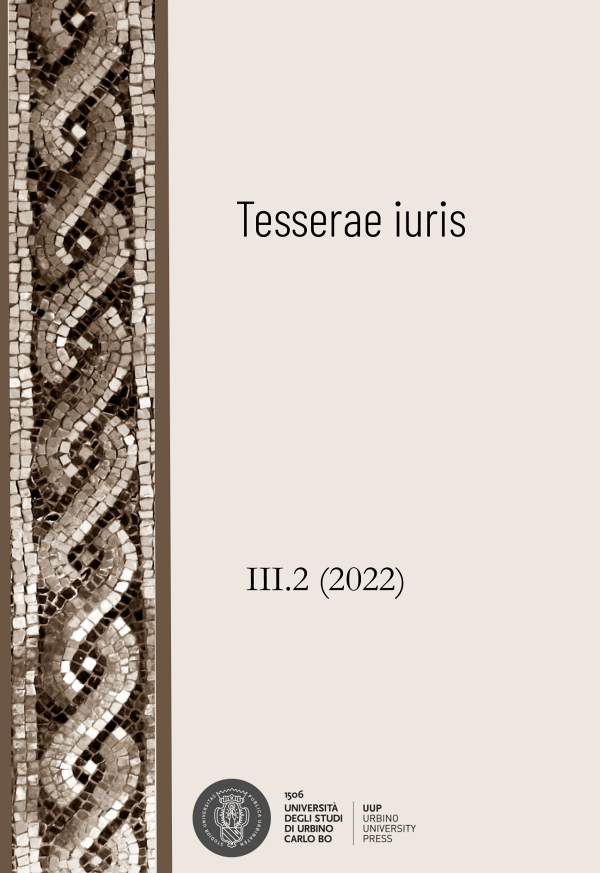 Tesserae iuris
III.2 (2022)
1506
UNIVERSITÀ
DEGLI STUDI
DI URBINO
CARLO BO
UUP
URBINO
UNIVERSITY
PRESS